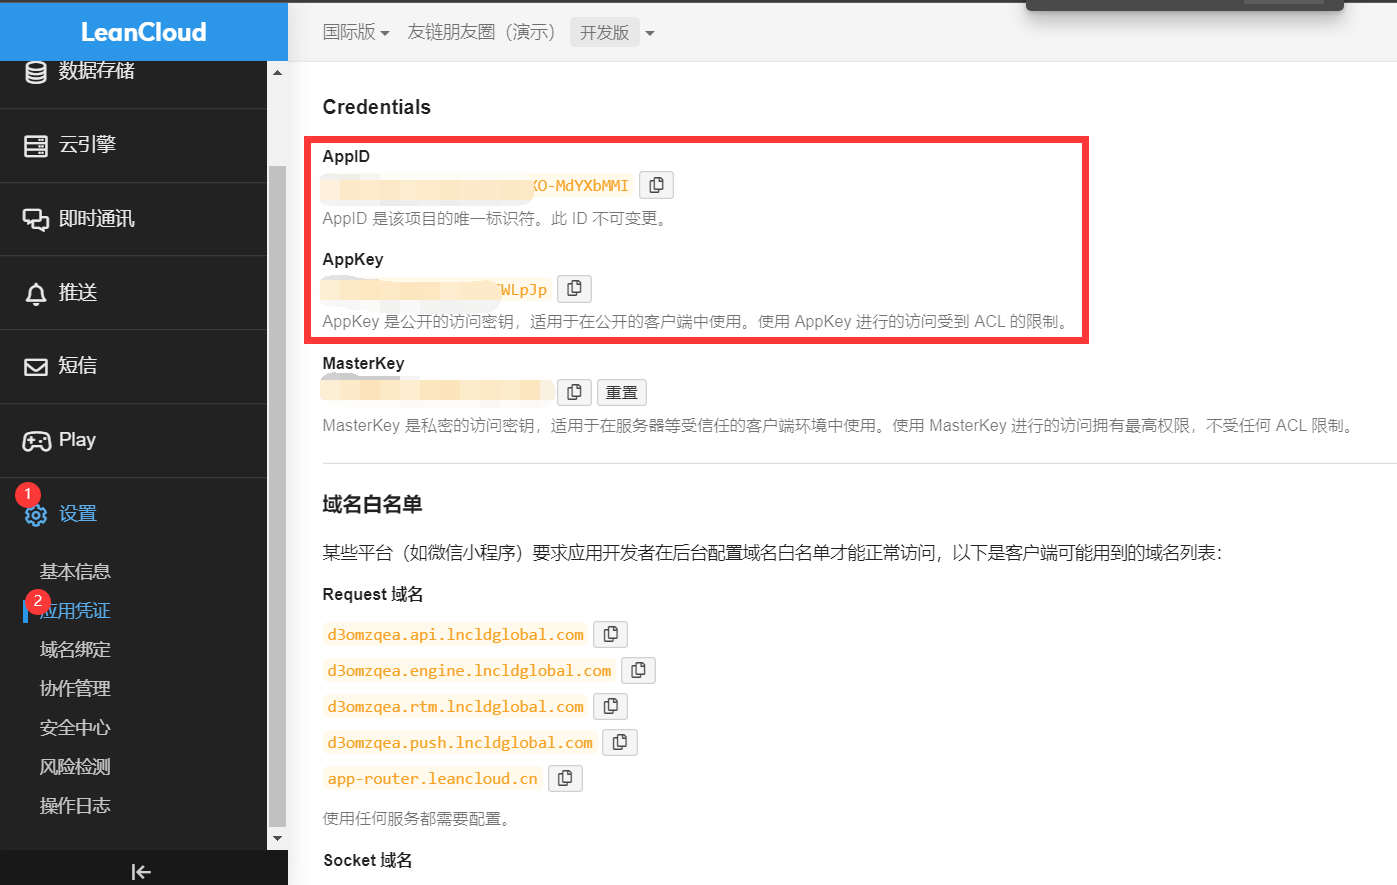 LeanCloud
国际版
友链朋友圈（演示）
开发版
数据存储
云引擎
即时通讯
推送
短信
Play
1
设置
基本信息
2
应用凭证
域名绑定
协作管理
安全中心
风险检测
操作日志
Credentials
AppID
XO-MdYXbMMI
AppID 是该项目的唯一标识符。此 ID 不可变更。
AppKey
WLpJp
AppKey 是公开的访问密钥，适用于在公开的客户端中使用。使用 AppKey 进行的访问受到 ACL 的限制。
MasterKey
重置
MasterKey 是私密的访问密钥，适用于在服务器等受信任的客户端环境中使用。使用 MasterKey 进行的访问拥有最高权限，不受任何 ACL 限制。
域名白名单
某些平台（如微信小程序）要求应用开发者在后台配置域名白名单才能正常访问，以下是客户端可能用到的域名列表：
Request 域名
d3omzqea.api.lncldglobal.com
d3omzqea.engine.lncldglobal.com
d3omzqea.rtm.lncldglobal.com
d3omzqea.push.lncldglobal.com
app-router.leancloud.cn
使用任何服务都需要配置。
Socket 域名